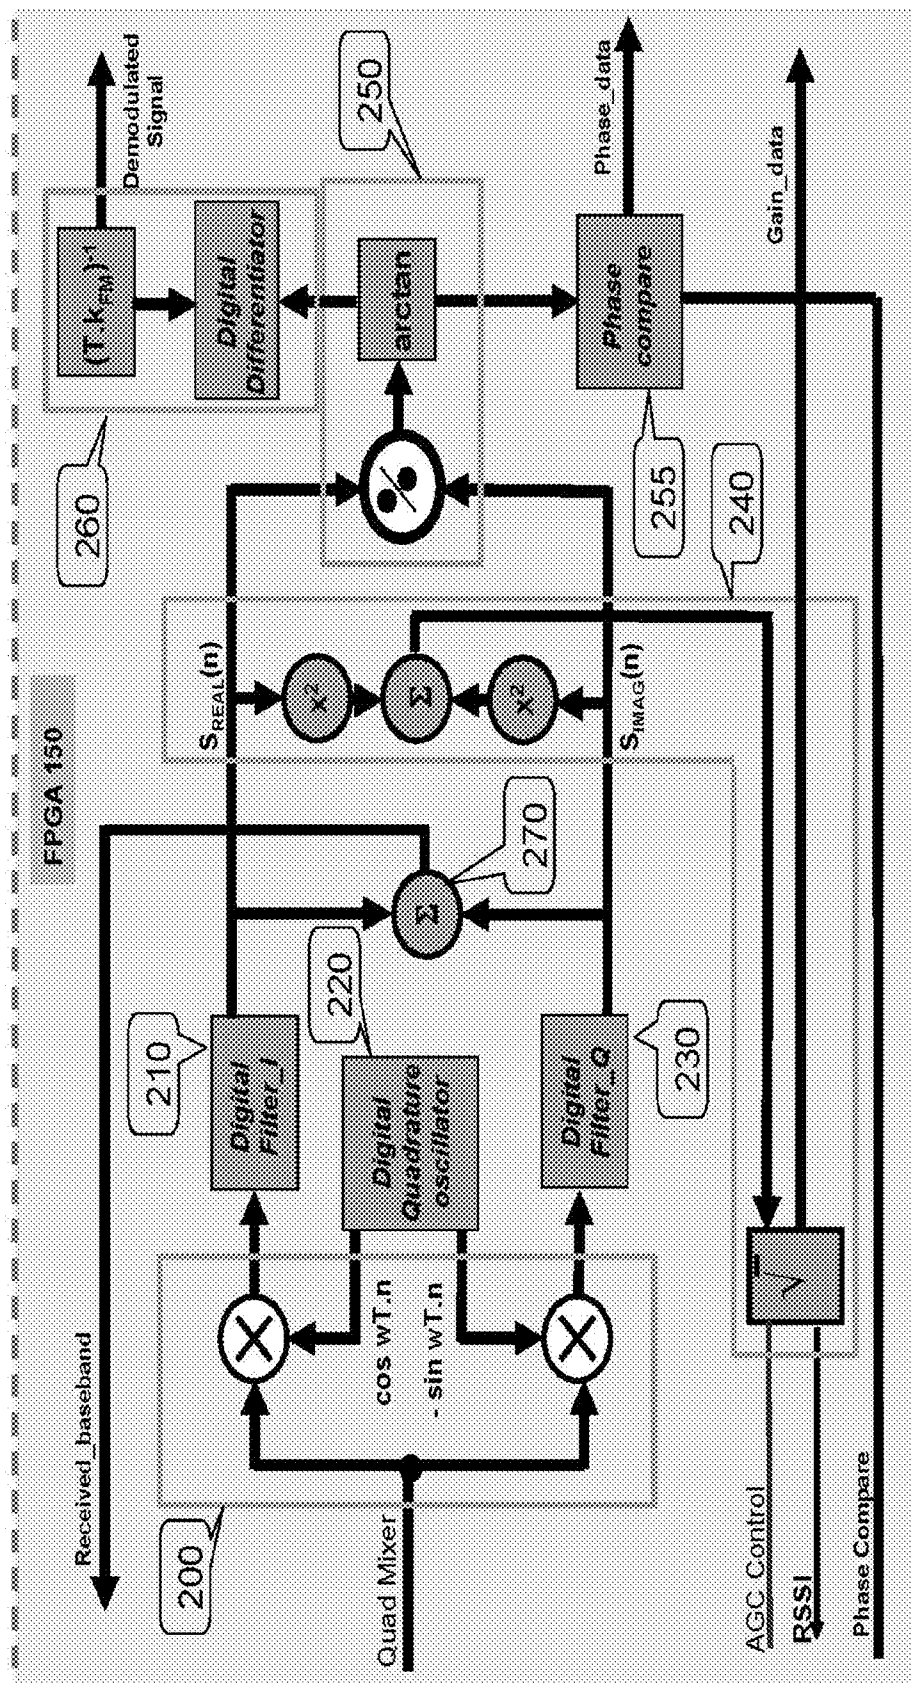 FPGA 150
Received_baseband
200
Quad Mixer
cos wT.n
- sin wT.n
210
Digital
Filter_I
220
Digital
Quadrature
oscillator
Digital
Filter_Q
230
Σ
270
S_REAL(n)
x²
Σ
x²
S_IMAG(n)
240
250
arctan
260
(T.k_FM)⁻¹
Digital
Differentiator
Demodulated
Signal
255
Phase
compare
Phase_data
Gain_data
√
AGC Control
RSSI
Phase Compare